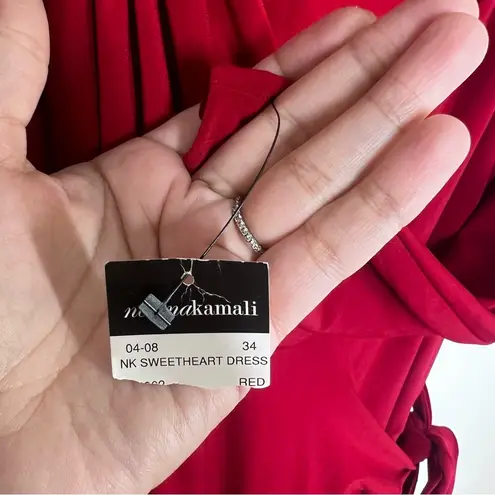 kamali
04-08 34
NK SWEETHEART DRESS
RED